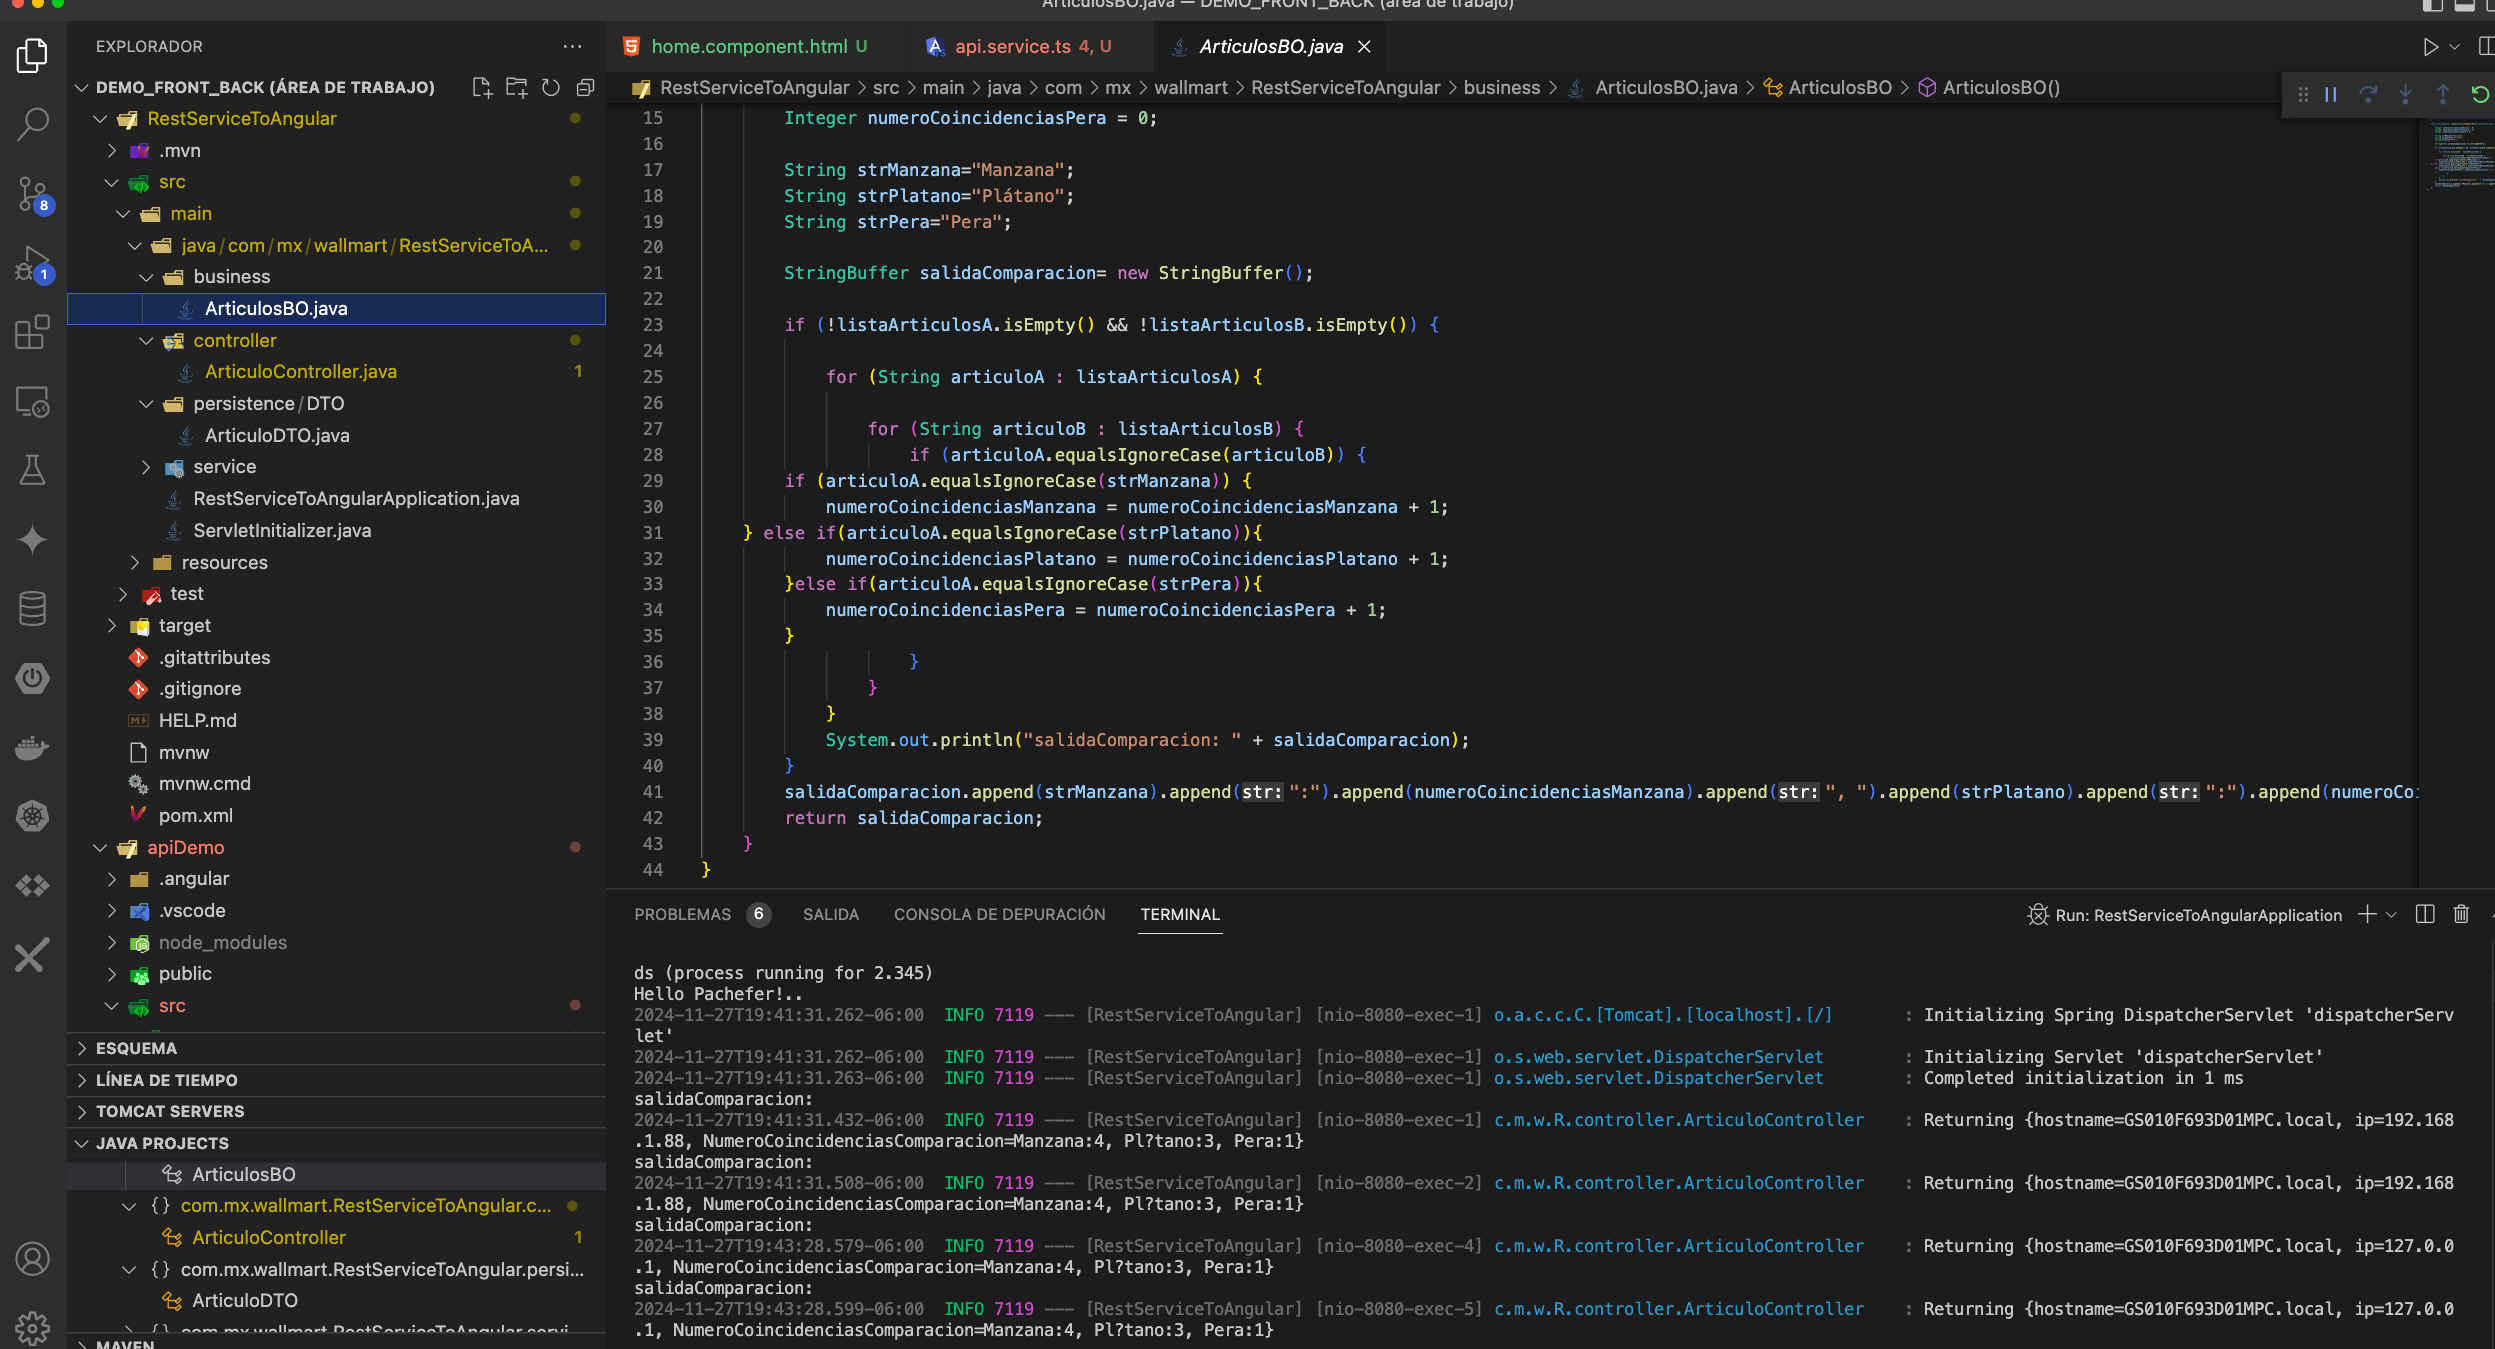 ArticulosBO.java — DEMO_FRONT_BACK (área de trabajo)
EXPLORADOR
DEMO_FRONT_BACK (ÁREA DE TRABAJO)
RestServiceToAngular
.mvn
src
main
java/com/mx/wallmart/RestServiceToA...
business
ArticulosBO.java
controller
ArticuloController.java 1
persistence/DTO
ArticuloDTO.java
service
RestServiceToAngularApplication.java
ServletInitializer.java
resources
test
target
.gitattributes
.gitignore
HELP.md
mvnw
mvnw.cmd
pom.xml
apiDemo
.angular
.vscode
node_modules
public
src
ESQUEMA
LÍNEA DE TIEMPO
TOMCAT SERVERS
JAVA PROJECTS
ArticulosBO
{} com.mx.wallmart.RestServiceToAngular.c...
ArticuloController 1
{} com.mx.wallmart.RestServiceToAngular.persi...
ArticuloDTO
{} com.mx.wallmart.RestServiceToAngular.servi...
MAVEN
8
1
home.component.html U
api.service.ts 4, U
ArticulosBO.java
RestServiceToAngular > src > main > java > com > mx > wallmart > RestServiceToAngular > business > ArticulosBO.java > ArticulosBO > ArticulosBO()
15 Integer numeroCoincidenciasPera = 0;
16
17 String strManzana="Manzana";
18 String strPlatano="Plátano";
19 String strPera="Pera";
20
21 StringBuffer salidaComparacion= new StringBuffer();
22
23 if (!listaArticulosA.isEmpty() && !listaArticulosB.isEmpty()) {
24
25 for (String articuloA : listaArticulosA) {
26
27 for (String articuloB : listaArticulosB) {
28 if (articuloA.equalsIgnoreCase(articuloB)) {
29 if (articuloA.equalsIgnoreCase(strManzana)) {
30 numeroCoincidenciasManzana = numeroCoincidenciasManzana + 1;
31 } else if(articuloA.equalsIgnoreCase(strPlatano)){
32 numeroCoincidenciasPlatano = numeroCoincidenciasPlatano + 1;
33 }else if(articuloA.equalsIgnoreCase(strPera)){
34 numeroCoincidenciasPera = numeroCoincidenciasPera + 1;
35 }
36 }
37 }
38 }
39 System.out.println("salidaComparacion: " + salidaComparacion);
40 }
41 salidaComparacion.append(strManzana).append(str:":").append(numeroCoincidenciasManzana).append(str:", ").append(strPlatano).append(str:":").append(numeroCo
42 return salidaComparacion;
43 }
44 }
PROBLEMAS 6 SALIDA CONSOLA DE DEPURACIÓN TERMINAL
Run: RestServiceToAngularApplication
ds (process running for 2.345)
Hello Pachefer!..
2024-11-27T19:41:31.262-06:00 INFO 7119 --- [RestServiceToAngular] [nio-8080-exec-1] o.a.c.c.C.[Tomcat].[localhost].[/] : Initializing Spring DispatcherServlet 'dispatcherServ
let'
2024-11-27T19:41:31.262-06:00 INFO 7119 --- [RestServiceToAngular] [nio-8080-exec-1] o.s.web.servlet.DispatcherServlet : Initializing Servlet 'dispatcherServlet'
2024-11-27T19:41:31.263-06:00 INFO 7119 --- [RestServiceToAngular] [nio-8080-exec-1] o.s.web.servlet.DispatcherServlet : Completed initialization in 1 ms
salidaComparacion:
2024-11-27T19:41:31.432-06:00 INFO 7119 --- [RestServiceToAngular] [nio-8080-exec-1] c.m.w.R.controller.ArticuloController : Returning {hostname=GS010F693D01MPC.local, ip=192.168
.1.88, NumeroCoincidenciasComparacion=Manzana:4, Pl?tano:3, Pera:1}
salidaComparacion:
2024-11-27T19:41:31.508-06:00 INFO 7119 --- [RestServiceToAngular] [nio-8080-exec-2] c.m.w.R.controller.ArticuloController : Returning {hostname=GS010F693D01MPC.local, ip=192.168
.1.88, NumeroCoincidenciasComparacion=Manzana:4, Pl?tano:3, Pera:1}
salidaComparacion:
2024-11-27T19:43:28.579-06:00 INFO 7119 --- [RestServiceToAngular] [nio-8080-exec-4] c.m.w.R.controller.ArticuloController : Returning {hostname=GS010F693D01MPC.local, ip=127.0.0
.1, NumeroCoincidenciasComparacion=Manzana:4, Pl?tano:3, Pera:1}
salidaComparacion:
2024-11-27T19:43:28.599-06:00 INFO 7119 --- [RestServiceToAngular] [nio-8080-exec-5] c.m.w.R.controller.ArticuloController : Returning {hostname=GS010F693D01MPC.local, ip=127.0.0
.1, NumeroCoincidenciasComparacion=Manzana:4, Pl?tano:3, Pera:1}